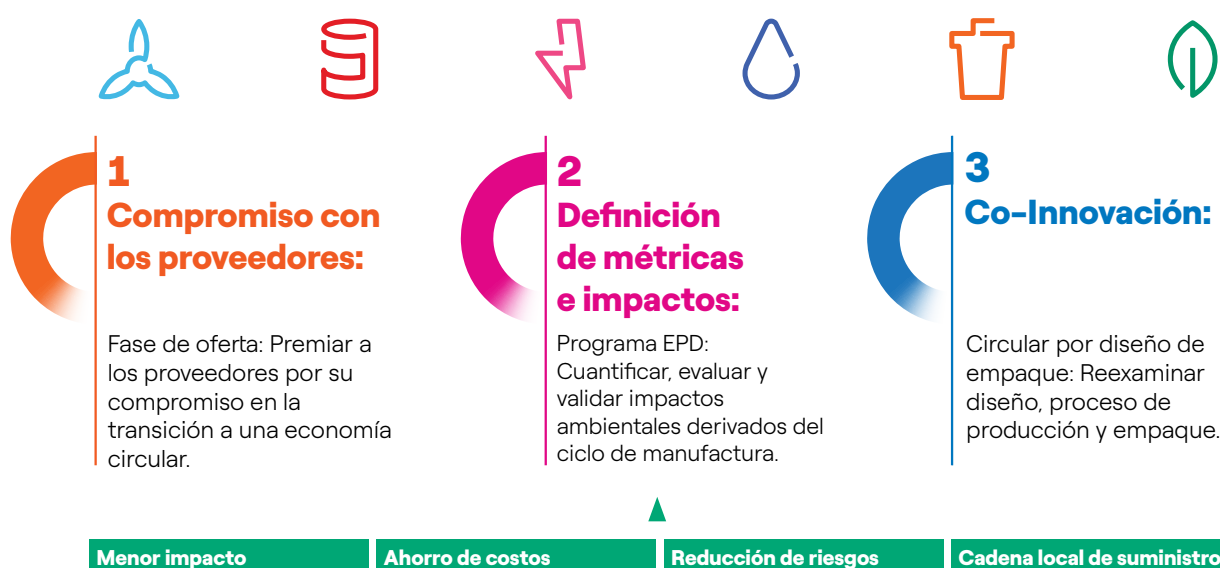 1
Compromiso con
los proveedores:
Fase de oferta: Premiar a
los proveedores por su
compromiso en la
transición a una economía
circular.
2
Definición
de métricas
e impactos:
Programa EPD:
Cuantificar, evaluar y
validar impactos
ambientales derivados del
ciclo de manufactura.
3
Co-Innovación:
Circular por diseño de
empaque: Reexaminar
diseño, proceso de
producción y empaque.
Menor impacto
Ahorro de costos
Reducción de riesgos
Cadena local de suministro